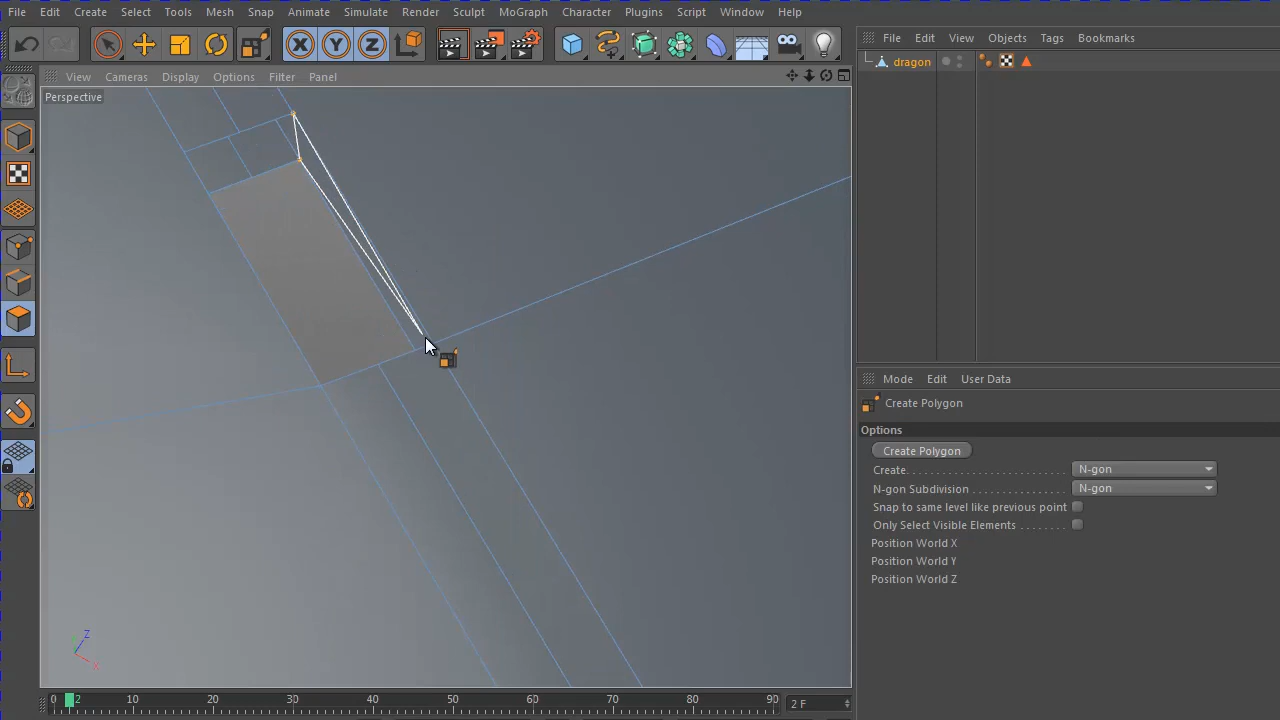 File Edit Create Select Tools Mesh Snap Animate Simulate Render Sculpt MoGraph Character Plugins Script Window Help
X Y Z
File Edit View Objects Tags Bookmarks
dragon
View Cameras Display Options Filter Panel
Perspective
Z
X
Mode Edit User Data
Create Polygon
Options
Create Polygon
Create N-gon
N-gon Subdivision N-gon
Snap to same level like previous point
Only Select Visible Elements
Position World X
Position World Y
Position World Z
0 2 10 20 30 40 50 60 70 80 90
2 F